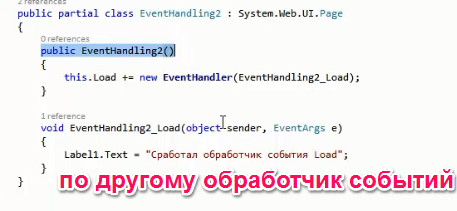 2 references
public partial class EventHandling2 : System.Web.UI.Page
{
0 references
public EventHandling2()
{
this.Load += new EventHandler(EventHandling2_Load);
}
1 reference
void EventHandling2_Load(object sender, EventArgs e)
{
Label1.Text = "Сработал обработчик события Load";
}
}
по другому обработчик событий